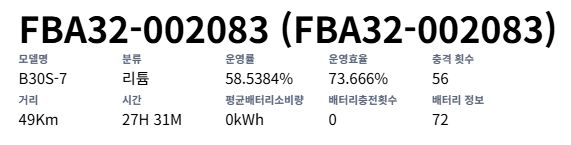 FBA32-002083 (FBA32-002083)
모델명 분류 운영률 운영효율 충격 횟수
B30S-7 리튬 58.5384% 73.666% 56
거리 시간 평균배터리소비량 배터리충전횟수 배터리 정보
49Km 27H 31M 0kWh 0 72